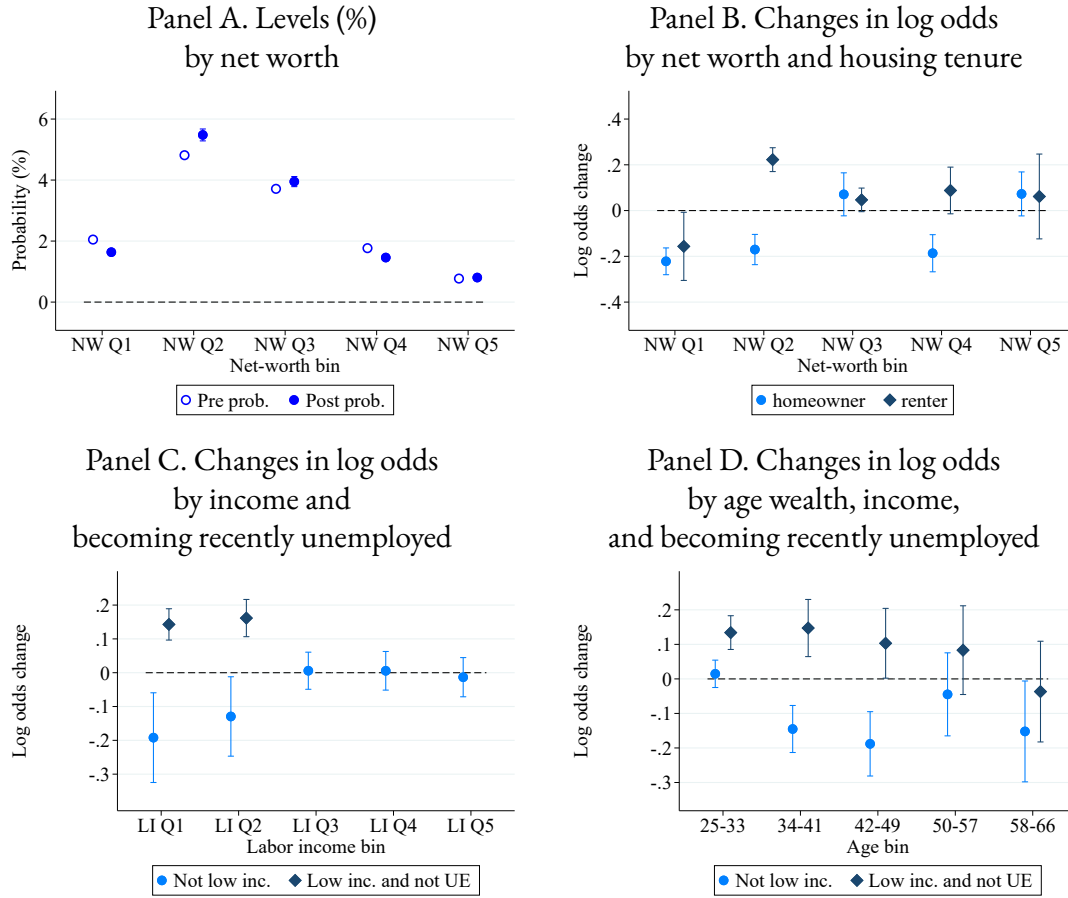 Panel A. Levels (%)
by net worth
Probability (%)
6
4
2
0
NW Q1 NW Q2 NW Q3 NW Q4 NW Q5
Net-worth bin
Pre prob. Post prob.
Panel B. Changes in log odds
by net worth and housing tenure
Log odds change
.4
.2
0
-.2
-.4
NW Q1 NW Q2 NW Q3 NW Q4 NW Q5
Net-worth bin
homeowner renter
Panel C. Changes in log odds
by income and
becoming recently unemployed
Log odds change
.2
.1
0
-.1
-.2
-.3
LI Q1 LI Q2 LI Q3 LI Q4 LI Q5
Labor income bin
Not low inc. Low inc. and not UE
Panel D. Changes in log odds
by age wealth, income,
and becoming recently unemployed
Log odds change
.2
.1
0
-.1
-.2
-.3
25-33 34-41 42-49 50-57 58-66
Age bin
Not low inc. Low inc. and not UE